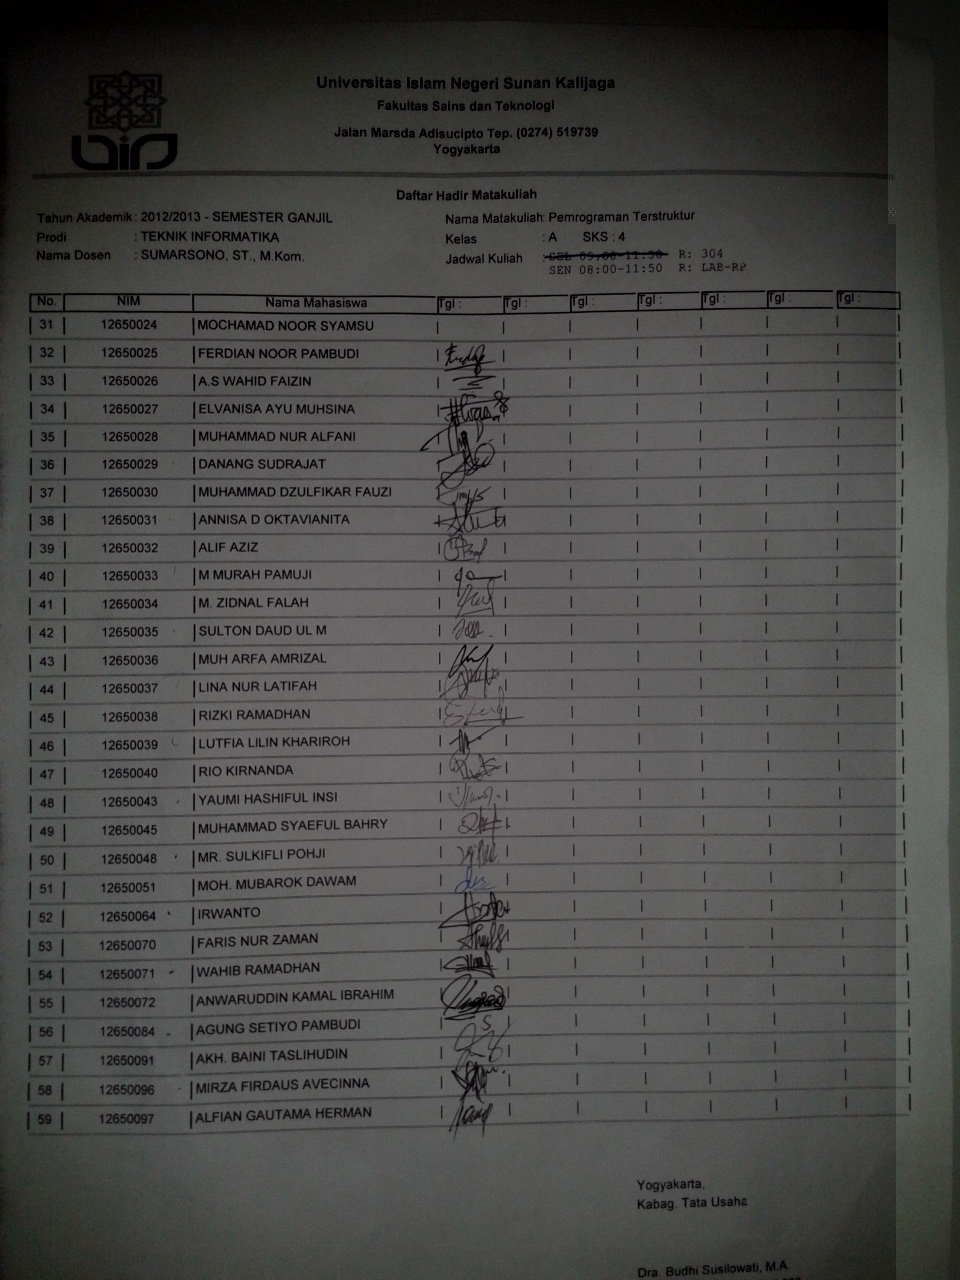 uin
Universitas Islam Negeri Sunan Kalijaga
Fakultas Sains dan Teknologi
Jalan Marsda Adisucipto Tep. (0274) 519739
Yogyakarta
Daftar Hadir Matakuliah
Tahun Akademik : 2012/2013 - SEMESTER GANJIL
Prodi : TEKNIK INFORMATIKA
Nama Dosen : SUMARSONO, ST., M.Kom.
Nama Matakuliah: Pemrograman Terstruktur
Kelas : A SKS : 4
Jadwal Kuliah : R: 304
SEN 08:00-11:50 R: LAB-RP
No. NIM Nama Mahasiswa Tgl : Tgl : Tgl : Tgl : Tgl : Tgl : Tgl :
31 12650024 MOCHAMAD NOOR SYAMSU
32 12650025 FERDIAN NOOR PAMBUDI
33 12650026 A.S WAHID FAIZIN
34 12650027 ELVANISA AYU MUHSINA
35 12650028 MUHAMMAD NUR ALFANI
36 12650029 DANANG SUDRAJAT
37 12650030 MUHAMMAD DZULFIKAR FAUZI
38 12650031 ANNISA D OKTAVIANITA
39 12650032 ALIF AZIZ
40 12650033 M MURAH PAMUJI
41 12650034 M. ZIDNAL FALAH
42 12650035 SULTON DAUD UL M
43 12650036 MUH ARFA AMRIZAL
44 12650037 LINA NUR LATIFAH
45 12650038 RIZKI RAMADHAN
46 12650039 LUTFIA LILIN KHARIROH
47 12650040 RIO KIRNANDA
48 12650043 YAUMI HASHIFUL INSI
49 12650045 MUHAMMAD SYAEFUL BAHRY
50 12650048 MR. SULKIFLI POHJI
51 12650051 MOH. MUBAROK DAWAM
52 12650064 IRWANTO
53 12650070 FARIS NUR ZAMAN
54 12650071 WAHIB RAMADHAN
55 12650072 ANWARUDDIN KAMAL IBRAHIM
56 12650084 AGUNG SETIYO PAMBUDI
57 12650091 AKH. BAINI TASLIHUDIN
58 12650096 MIRZA FIRDAUS AVECINNA
59 12650097 ALFIAN GAUTAMA HERMAN
Yogyakarta,
Kabag. Tata Usaha
Dra. Budhi Susilowati, M.A.